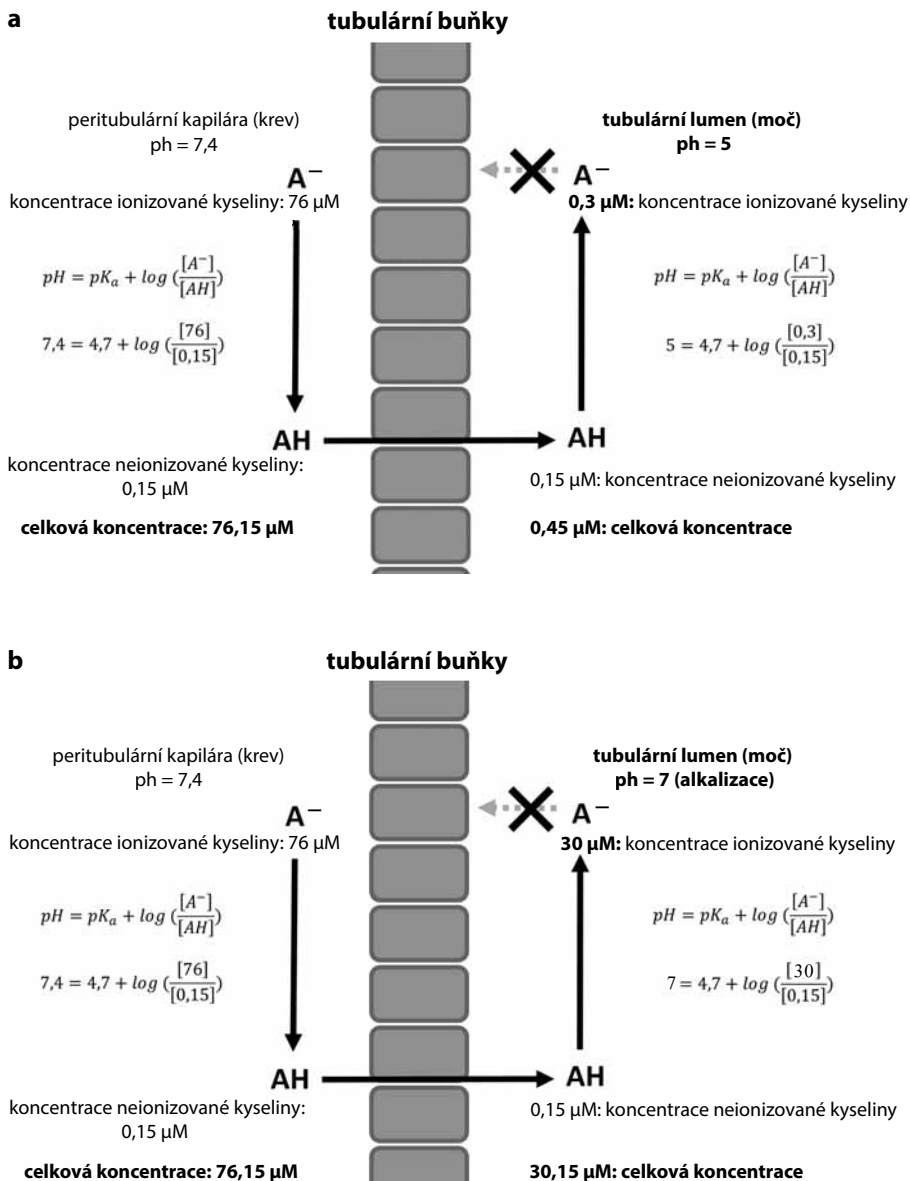 a
tubulární buňky
peritubulární kapilára (krev)
ph = 7,4
A⁻
koncentrace ionizované kyseliny: 76 μM
pH = pKₐ + log ([A⁻]/[AH])
7,4 = 4,7 + log ([76]/[0,15])
AH
koncentrace neionizované kyseliny:
0,15 μM
celková koncentrace: 76,15 μM
tubulární lumen (moč)
ph = 5
A⁻
0,3 μM: koncentrace ionizované kyseliny
pH = pKₐ + log ([A⁻]/[AH])
5 = 4,7 + log ([0,3]/[0,15])
AH
0,15 μM: koncentrace neionizované kyseliny
0,45 μM: celková koncentrace
b
tubulární buňky
peritubulární kapilára (krev)
ph = 7,4
A⁻
koncentrace ionizované kyseliny: 76 μM
pH = pKₐ + log ([A⁻]/[AH])
7,4 = 4,7 + log ([76]/[0,15])
AH
koncentrace neionizované kyseliny:
0,15 μM
celková koncentrace: 76,15 μM
tubulární lumen (moč)
ph = 7 (alkalizace)
A⁻
30 μM: koncentrace ionizované kyseliny
pH = pKₐ + log ([A⁻]/[AH])
7 = 4,7 + log ([30]/[0,15])
AH
0,15 μM: koncentrace neionizované kyseliny
30,15 μM: celková koncentrace